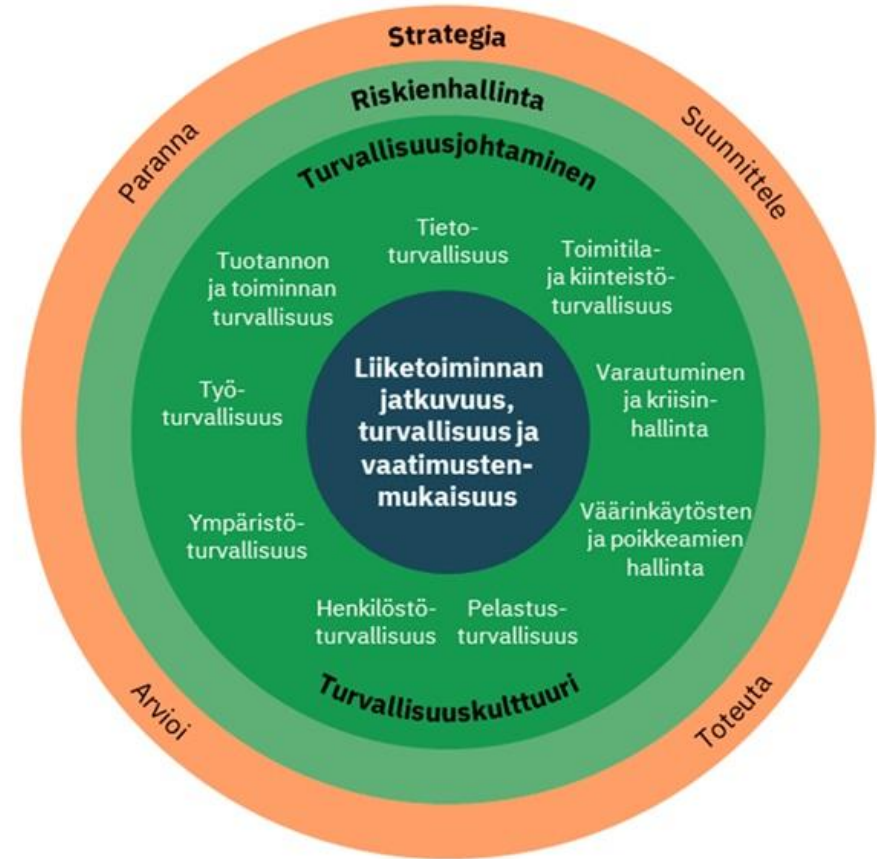 Strategia
Riskienhallinta
Turvallisuusjohtaminen
Paranna
Suunnittele
Tieto-
turvallisuus
Toimitila-
ja kiinteistö-
turvallisuus
Tuotannon
ja toiminnan
turvallisuus
Liiketoiminnan
jatkuvuus,
turvallisuus ja
vaatimusten-
mukaisuus
Varautuminen
ja kriisin-
hallinta
Työ-
turvallisuus
Väärinkäytösten
ja poikkeamien
hallinta
Ympäristö-
turvallisuus
Henkilöstö-
turvallisuus
Pelastus-
turvallisuus
Turvallisuuskulttuuri
Arvioi
Toteuta